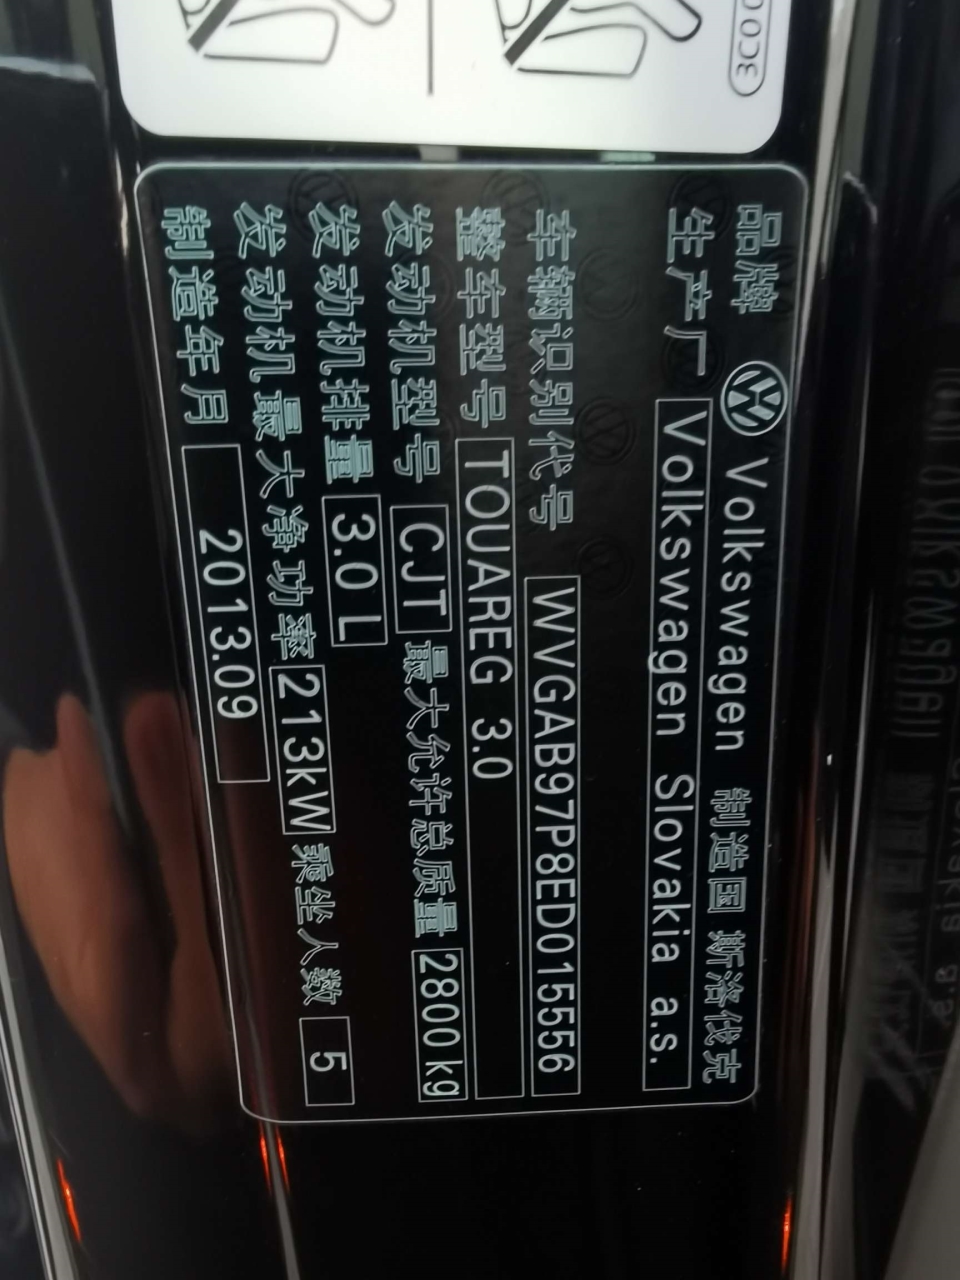 3C00
品牌 Volkswagen 制造国 斯洛伐克
生产厂 Volkswagen Slovakia a.s.
车辆识别代号 WVGAB97P8ED015556
整车型号 TOUAREG 3.0
发动机型号 CJT 最大允许总质量 2800 kg
发动机排量 3.0 L
发动机最大净功率 213kW 乘坐人数 5
制造年月 2013.09